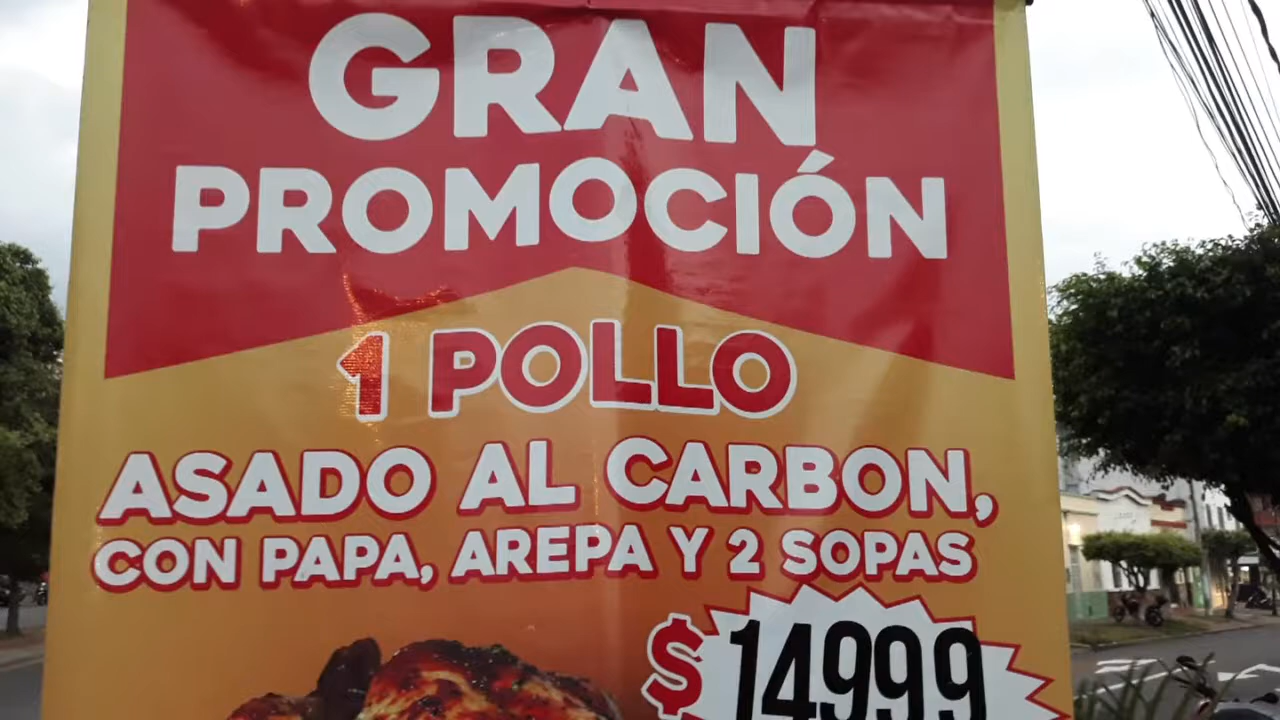 GRAN
PROMOCIÓN
1 POLLO
ASADO AL CARBON,
CON PAPA, AREPA Y 2 SOPAS
$14999